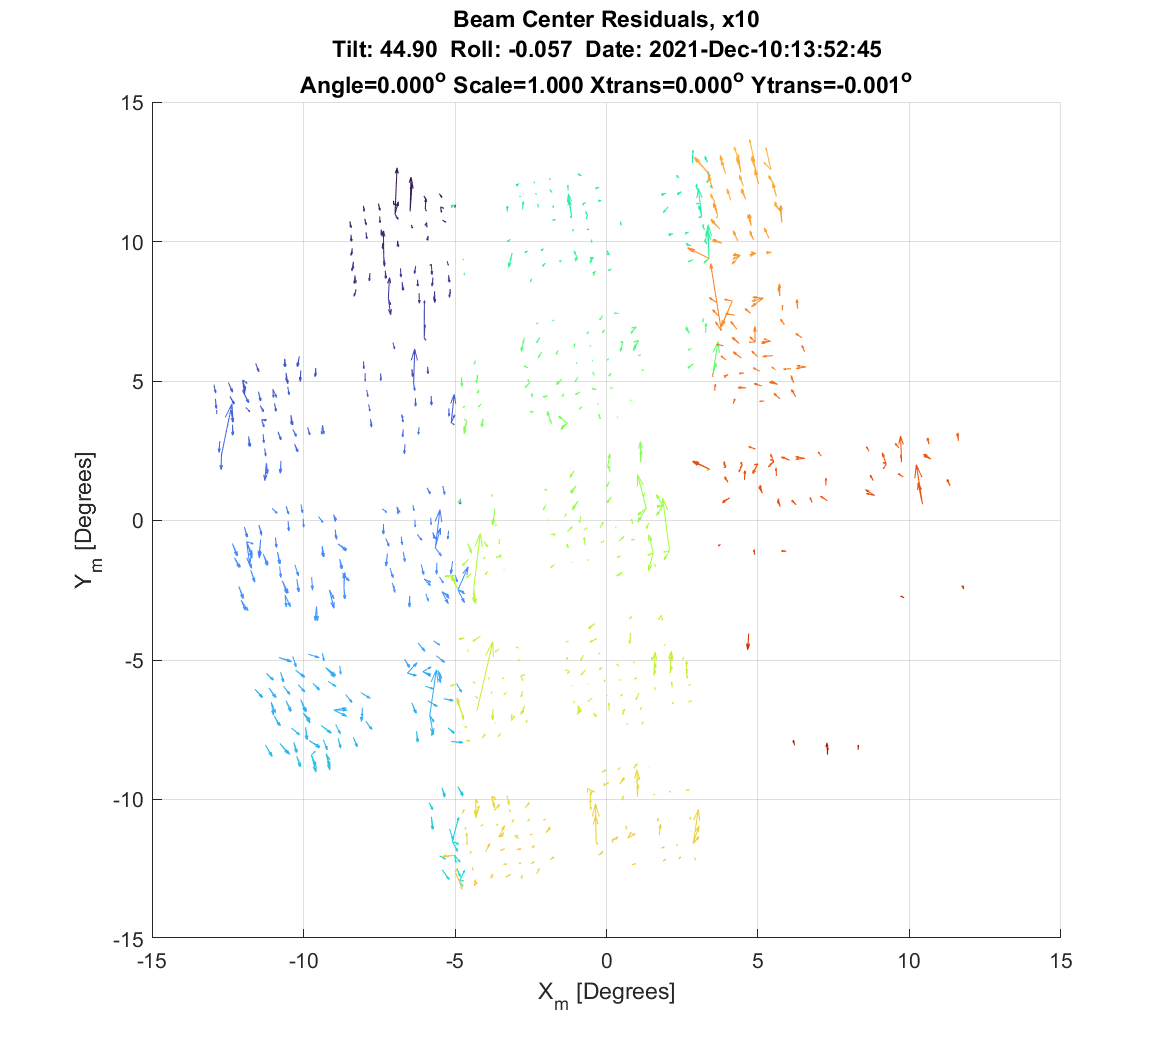 Beam Center Residuals, x10
Tilt: 44.90  Roll: -0.057  Date: 2021-Dec-10:13:52:45
Angle=0.000° Scale=1.000 Xtrans=0.000° Ytrans=-0.001°
15
10
5
0
-5
-10
-15
Y_m [Degrees]
-15 -10 -5 0 5 10 15
X_m [Degrees]